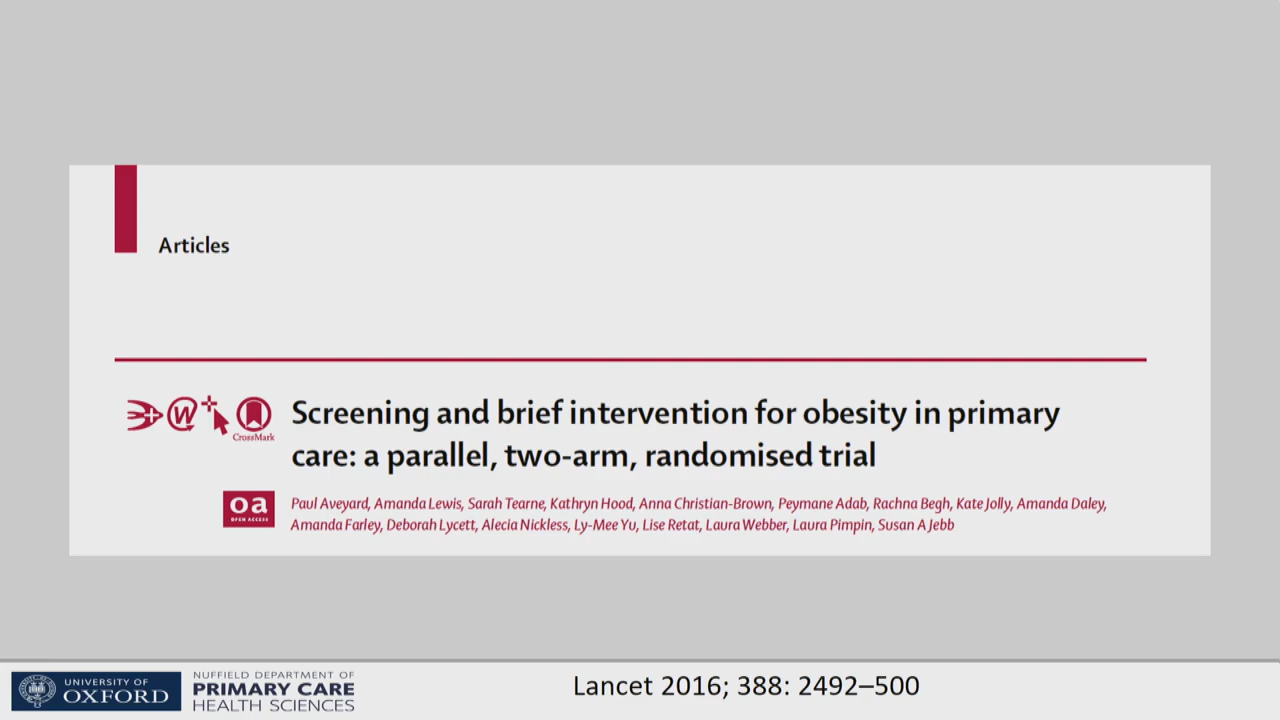 Articles
CrossMark
Screening and brief intervention for obesity in primary
care: a parallel, two-arm, randomised trial
oa
OPEN ACCESS
Paul Aveyard, Amanda Lewis, Sarah Tearne, Kathryn Hood, Anna Christian-Brown, Peymane Adab, Rachna Begh, Kate Jolly, Amanda Daley,
Amanda Farley, Deborah Lycett, Alecia Nickless, Ly-Mee Yu, Lise Retat, Laura Webber, Laura Pimpin, Susan A Jebb
UNIVERSITY OF
OXFORD
NUFFIELD DEPARTMENT OF
PRIMARY CARE
HEALTH SCIENCES
Lancet 2016; 388: 2492–500